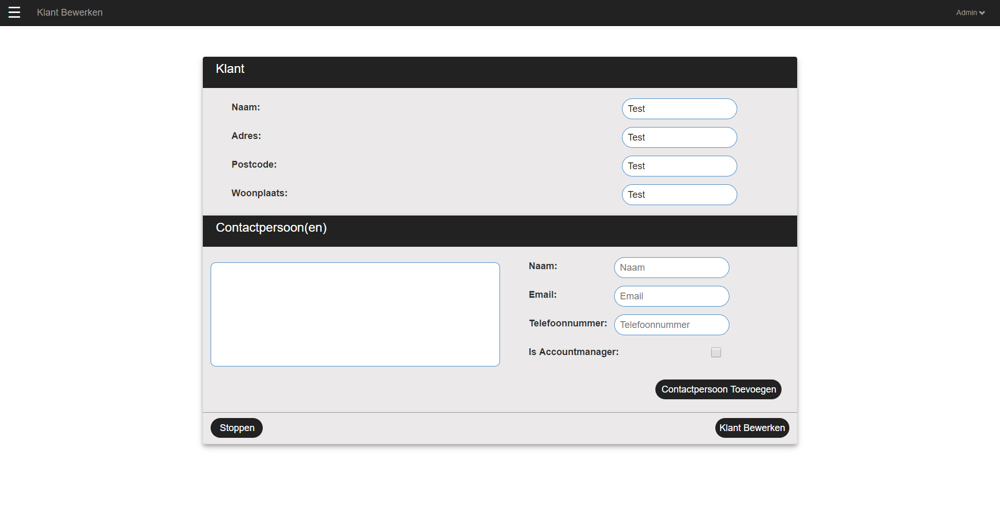 ☰ Klant Bewerken Admin
Klant
Naam: Test
Adres: Test
Postcode: Test
Woonplaats: Test
Contactpersoon(en)
Naam: Naam
Email: Email
Telefoonnummer: Telefoonnummer
Is Accountmanager:
Contactpersoon Toevoegen
Stoppen Klant Bewerken